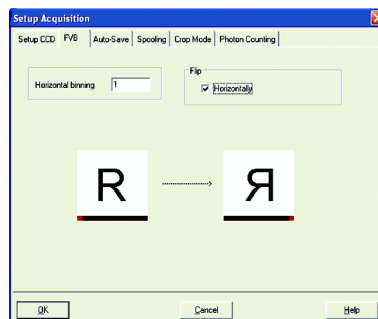 Setup Acquisition
Setup CCD FVB Auto-Save Spooling Crop Mode Photon Counting
Flip
Horizontal binning 1
Horizontally
R Я
OK Cancel Help